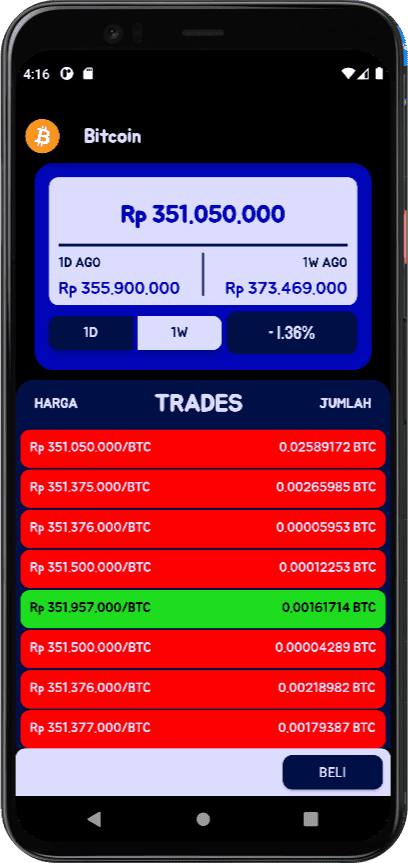 4:16
Bitcoin
Rp 351.050.000
1D AGO 1W AGO
Rp 355.900.000 Rp 373.469.000
1D 1W -1.36%
HARGA TRADES JUMLAH
Rp 351.050.000/BTC 0.02589172 BTC
Rp 351.375.000/BTC 0.00265985 BTC
Rp 351.376.000/BTC 0.00005953 BTC
Rp 351.500.000/BTC 0.00012253 BTC
Rp 351.957.000/BTC 0.00161714 BTC
Rp 351.500.000/BTC 0.00004289 BTC
Rp 351.376.000/BTC 0.00218982 BTC
Rp 351.377.000/BTC 0.00179387 BTC
BELI